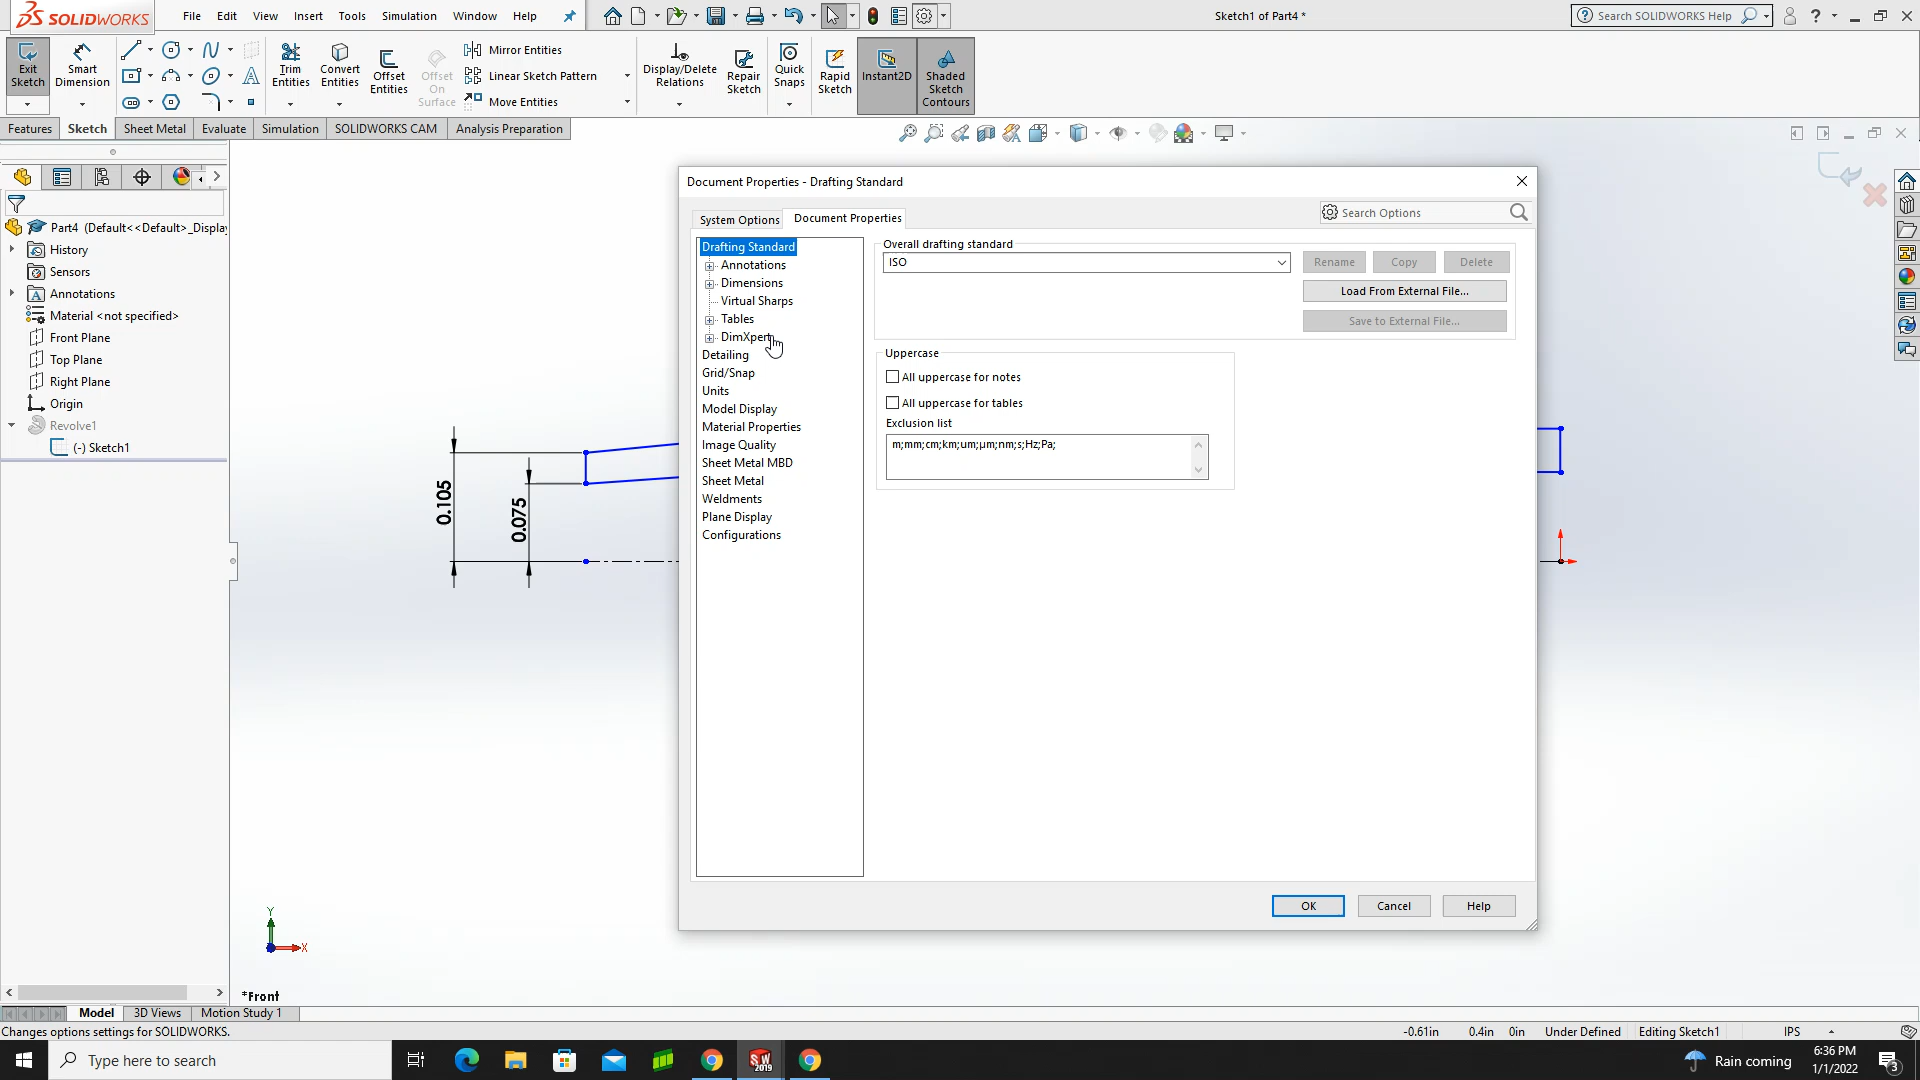 SOLIDWORKS
File Edit View Insert Tools Simulation Window Help
Sketch1 of Part4 *
Search SOLIDWORKS Help
Exit Sketch
Smart Dimension
Trim Entities
Convert Entities
Offset Entities
Offset On Surface
Mirror Entities
Linear Sketch Pattern
Move Entities
Display/Delete Relations
Repair Sketch
Quick Snaps
Rapid Sketch
Instant2D
Shaded Sketch Contours
Features Sketch Sheet Metal Evaluate Simulation SOLIDWORKS CAM Analysis Preparation
Part4 (Default<<Default>_Display
History
Sensors
Annotations
Material <not specified>
Front Plane
Top Plane
Right Plane
Origin
Revolve1
(-) Sketch1
0.105
0.075
Y
X
*Front
Document Properties - Drafting Standard
System Options Document Properties
Search Options
Drafting Standard
Annotations
Dimensions
Virtual Sharps
Tables
DimXpert
Detailing
Grid/Snap
Units
Model Display
Material Properties
Image Quality
Sheet Metal MBD
Sheet Metal
Weldments
Plane Display
Configurations
Overall drafting standard
ISO
Rename Copy Delete
Load From External File...
Save to External File...
Uppercase
All uppercase for notes
All uppercase for tables
Exclusion list
m;mm;cm;km;um;µm;nm;s;Hz;Pa;
OK Cancel Help
Model 3D Views Motion Study 1
Changes options settings for SOLIDWORKS.
-0.61in 0.4in 0in Under Defined Editing Sketch1 IPS
Type here to search
SW 2019
Rain coming
6:36 PM
1/1/2022
3